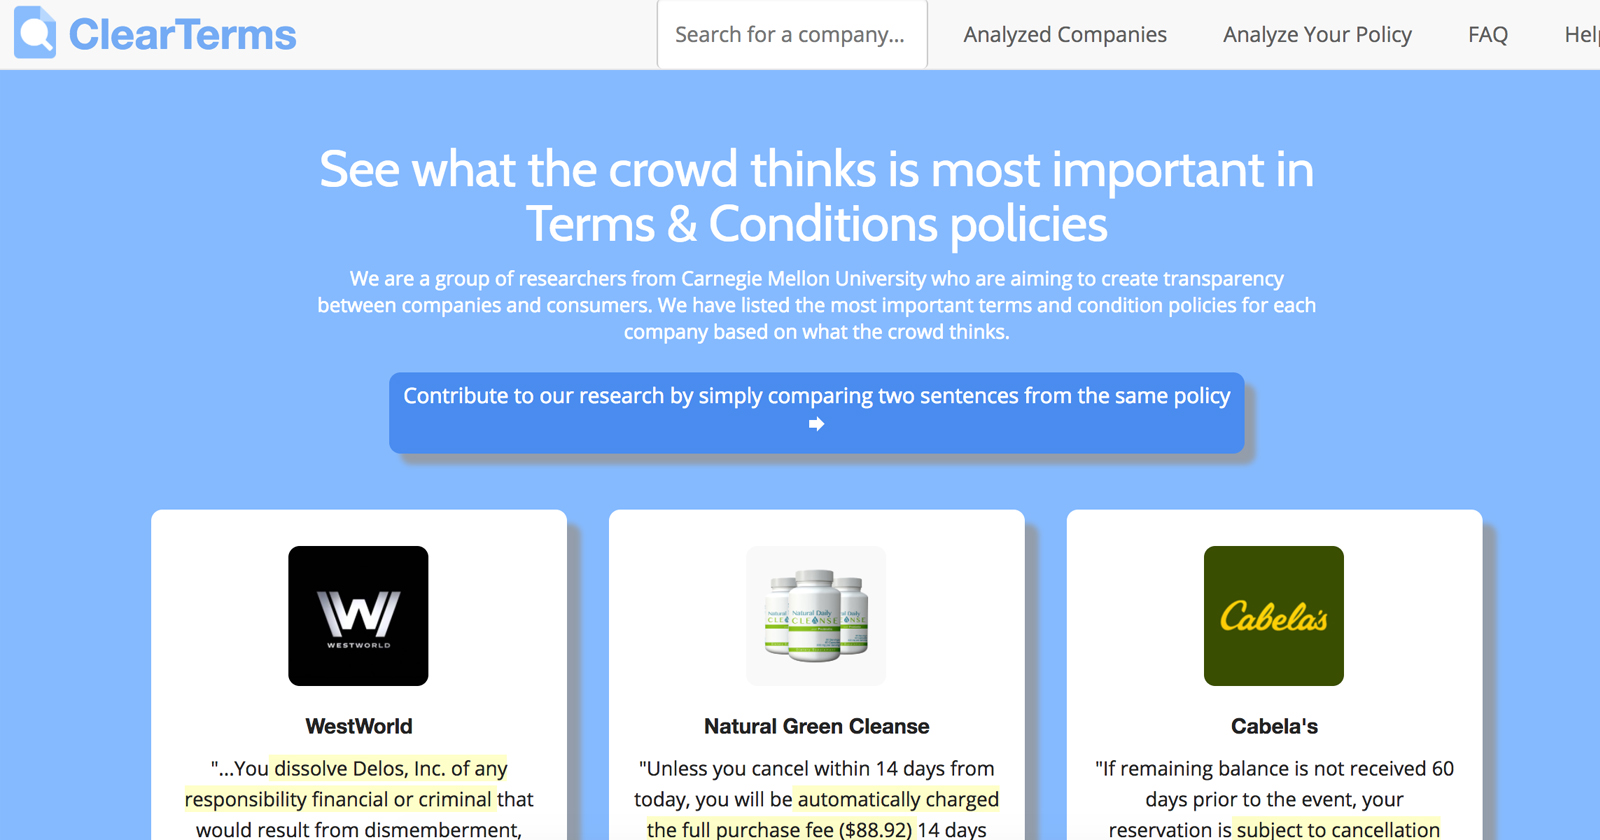 ClearTerms
Search for a company...
Analyzed Companies
Analyze Your Policy
FAQ
See what the crowd thinks is most important in
Terms & Conditions policies
We are a group of researchers from Carnegie Mellon University who are aiming to create transparency
between companies and consumers. We have listed the most important terms and condition policies for each
company based on what the crowd thinks.
Contribute to our research by simply comparing two sentences from the same policy
W
WESTWORLD
Natural Daily
CLEANSE
Cabela's
WestWorld
"...You dissolve Delos, Inc. of any
responsibility financial or criminal that
would result from dismemberment,
Natural Green Cleanse
"Unless you cancel within 14 days from
today, you will be automatically charged
the full purchase fee ($88.92) 14 days
Cabela's
"If remaining balance is not received 60
days prior to the event, your
reservation is subject to cancellation